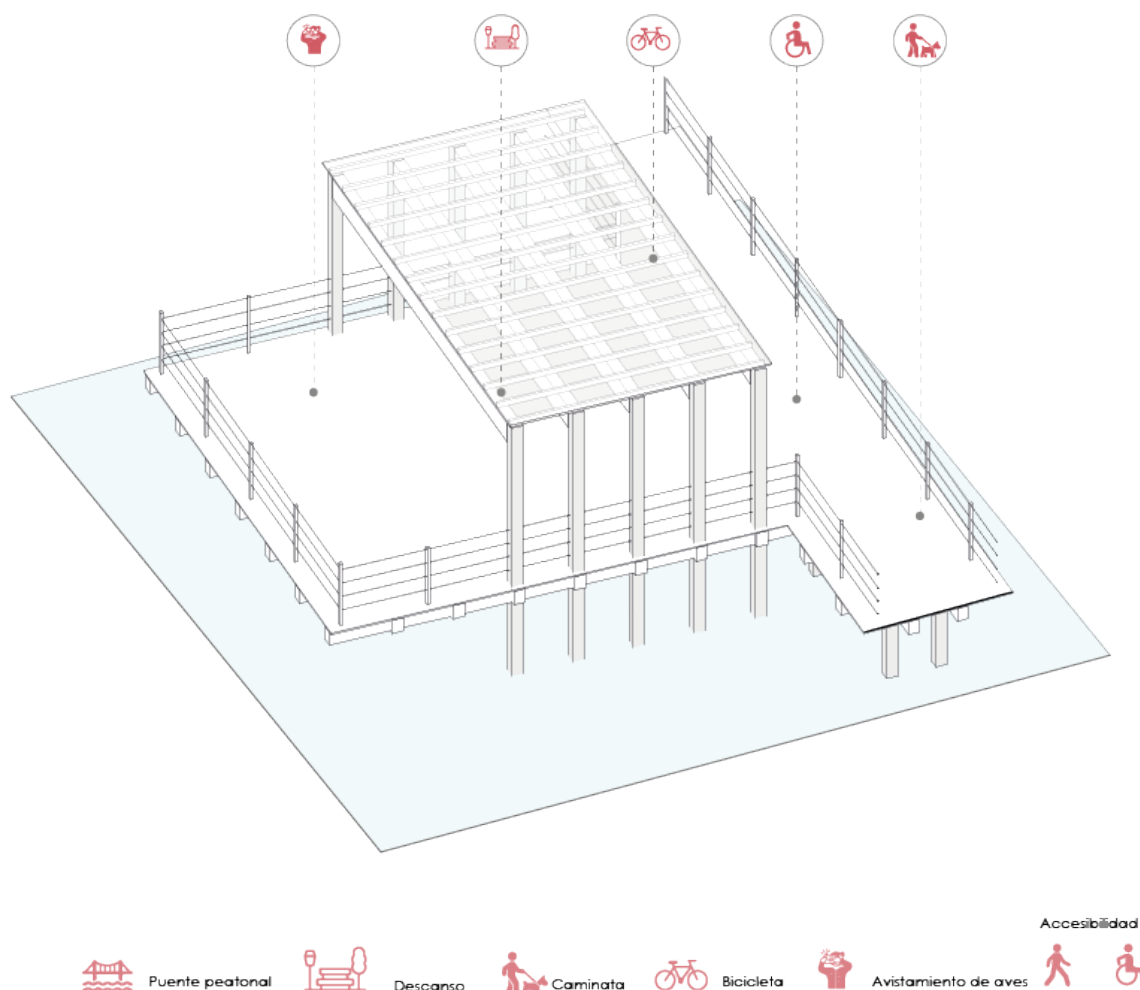 Accesibilidad
Puente peatonal
Descanso
Caminata
Bicicleta
Avistamiento de aves